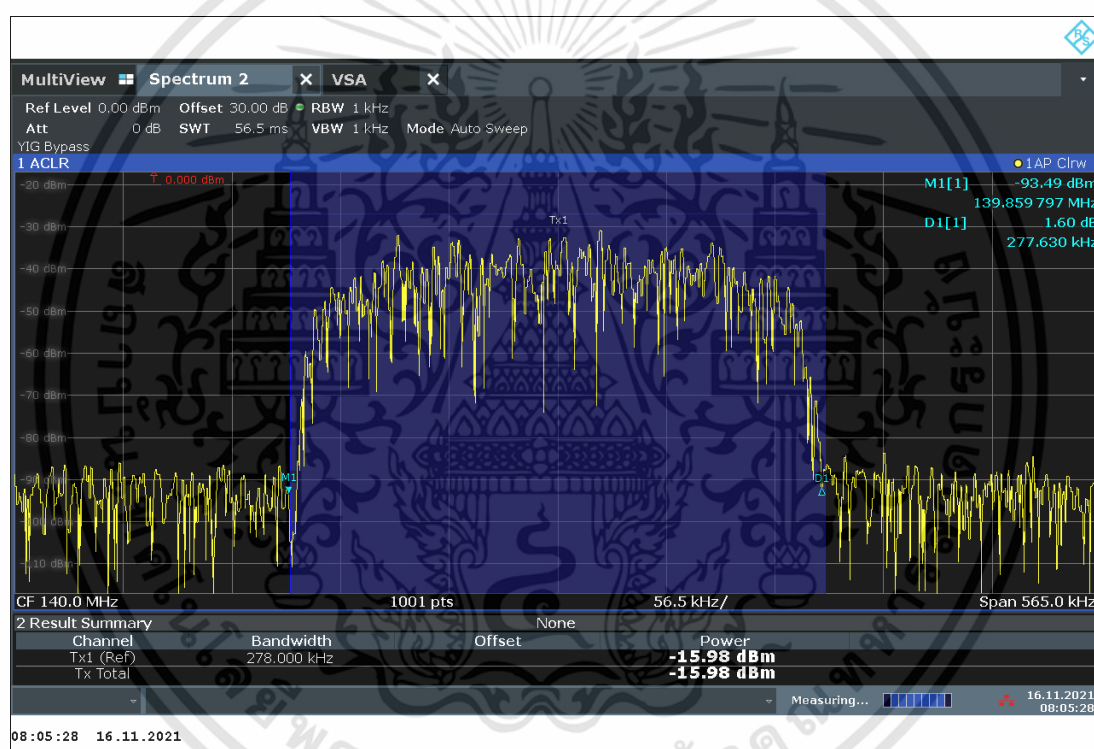 R&S
MultiView Spectrum 2 X VSA X
Ref Level 0.00 dBm Offset 30.00 dB RBW 1 kHz
Att 0 dB SWT 56.5 ms VBW 1 kHz Mode Auto Sweep
YIG Bypass
1 ACLR 1AP Clrw
-20 dBm 0.000 dBm M1[1] -93.49 dBm
139.859 797 MHz
-30 dBm Tx1 D1[1] 1.60 dB
277.630 kHz
-40 dBm
-50 dBm
-60 dBm
-70 dBm
-80 dBm
-90 dBm M1 D1
-100 dBm
-110 dBm
CF 140.0 MHz 1001 pts 56.5 kHz/ Span 565.0 kHz
2 Result Summary None
Channel Bandwidth Offset Power
Tx1 (Ref) 278.000 kHz -15.98 dBm
Tx Total -15.98 dBm
Measuring... 16.11.2021
08:05:28
08:05:28 16.11.2021